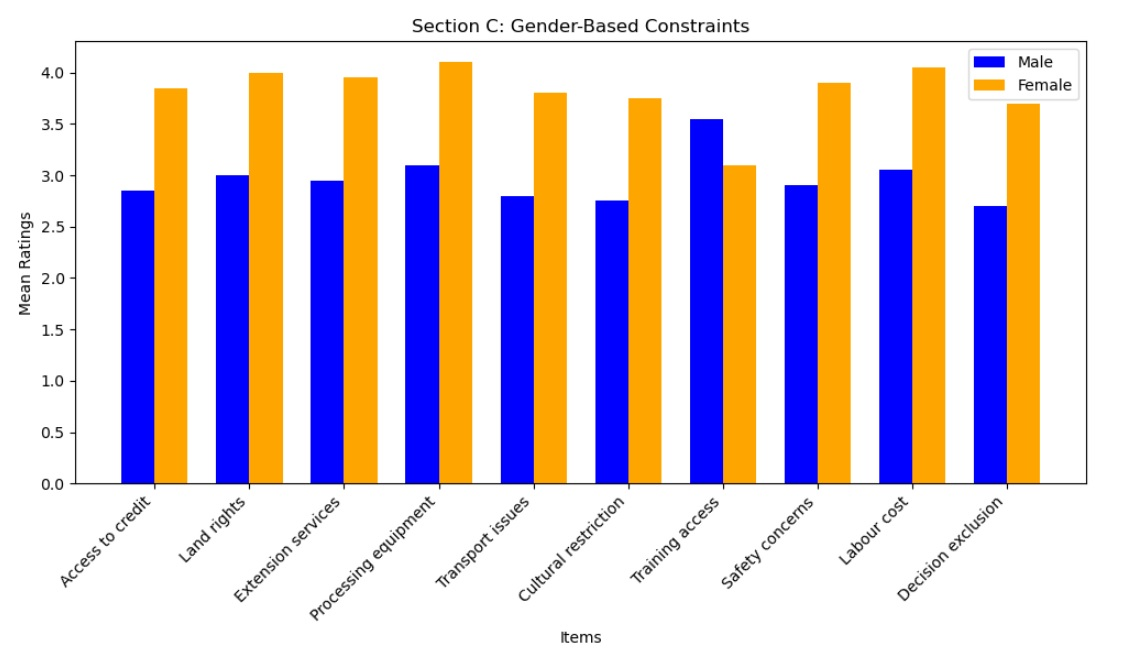 Section C: Gender-Based Constraints
Male
Female
Mean Ratings
4.0
3.5
3.0
2.5
2.0
1.5
1.0
0.5
0.0
Access to credit
Land rights
Extension services
Processing equipment
Transport issues
Cultural restriction
Training access
Safety concerns
Labour cost
Decision exclusion
Items